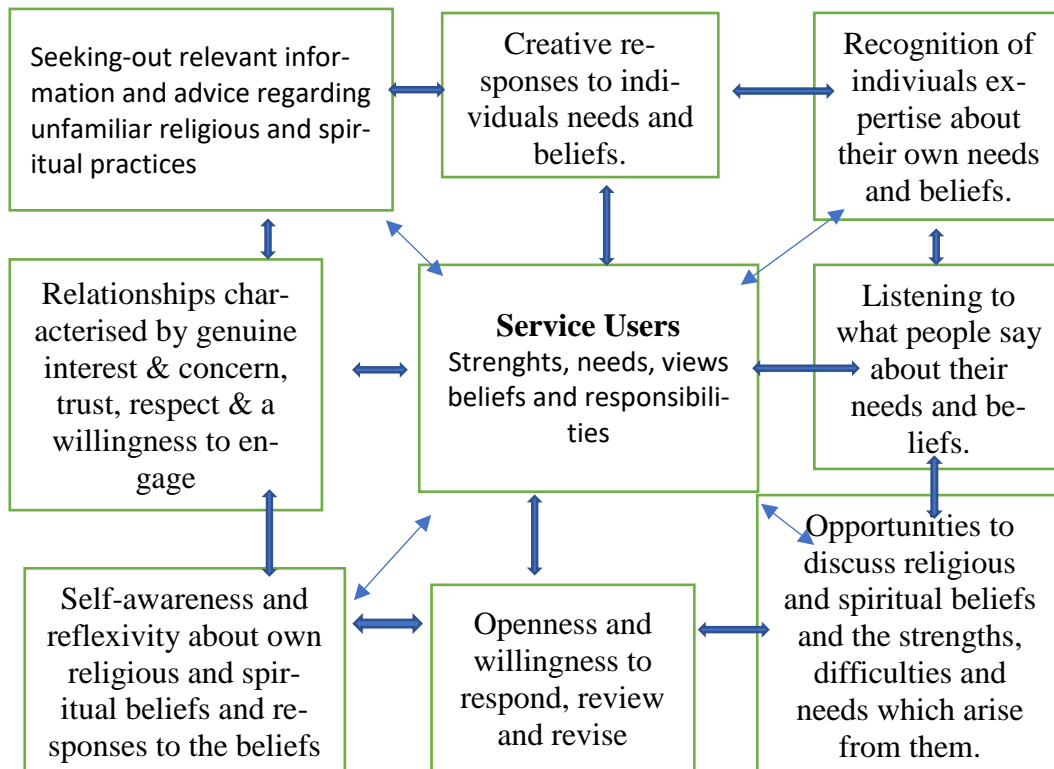 Seeking-out relevant infor-
mation and advice regarding
unfamiliar religious and spir-
itual practices
Creative re-
sponses to indi-
viduals needs and
beliefs.
Recognition of
indiviuals ex-
pertise about
their own needs
and beliefs.
Relationships char-
acterised by genuine
interest & concern,
trust, respect & a
willingness to en-
gage
Service Users
Strenghts, needs, views
beliefs and responsibili-
ties
Listening to
what people say
about their
needs and be-
liefs.
Self-awareness and
reflexivity about own
religious and spir-
itual beliefs and re-
sponses to the beliefs
Openness and
willingness to
respond, review
and revise
Opportunities to
discuss religious
and spiritual beliefs
and the strengths,
difficulties and
needs which arise
from them.